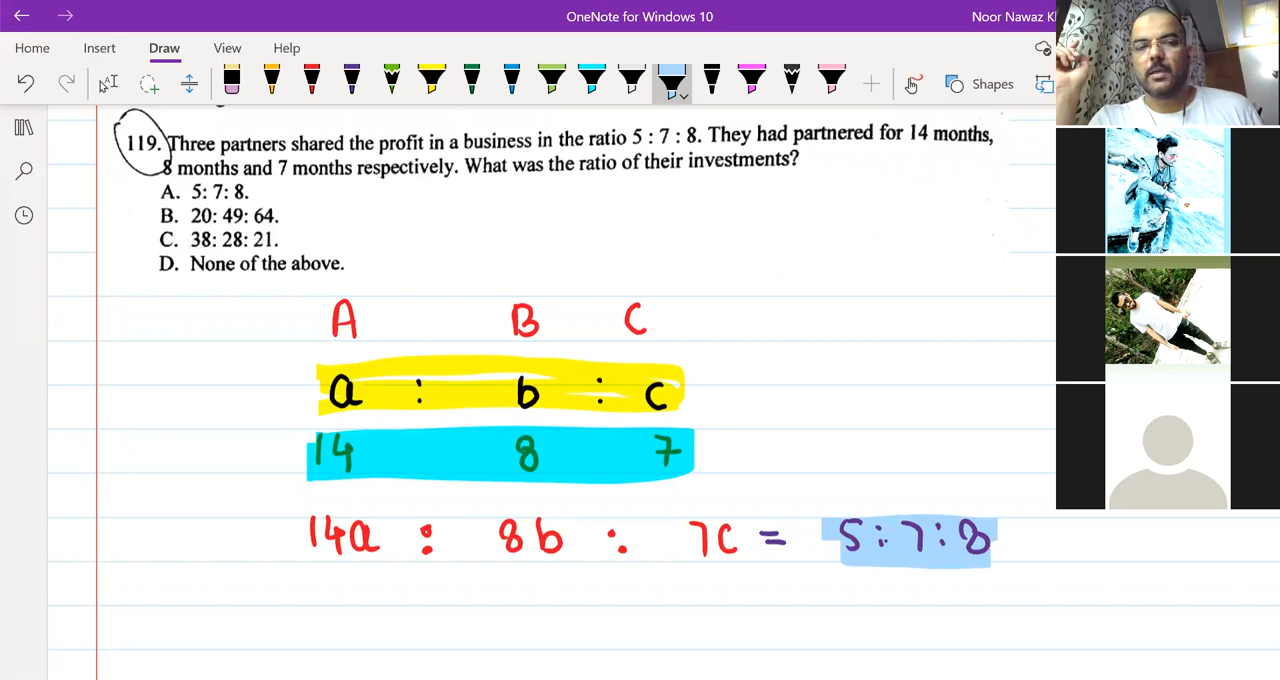 OneNote for Windows 10
Noor Nawaz K
Home Insert Draw View Help
Shapes
119. Three partners shared the profit in a business in the ratio 5 : 7 : 8. They had partnered for 14 months,
8 months and 7 months respectively. What was the ratio of their investments?
A. 5: 7: 8.
B. 20: 49: 64.
C. 38: 28: 21.
D. None of the above.
A B C
a : b : c
14 8 7
14a : 8b : 7c = 5:7:8